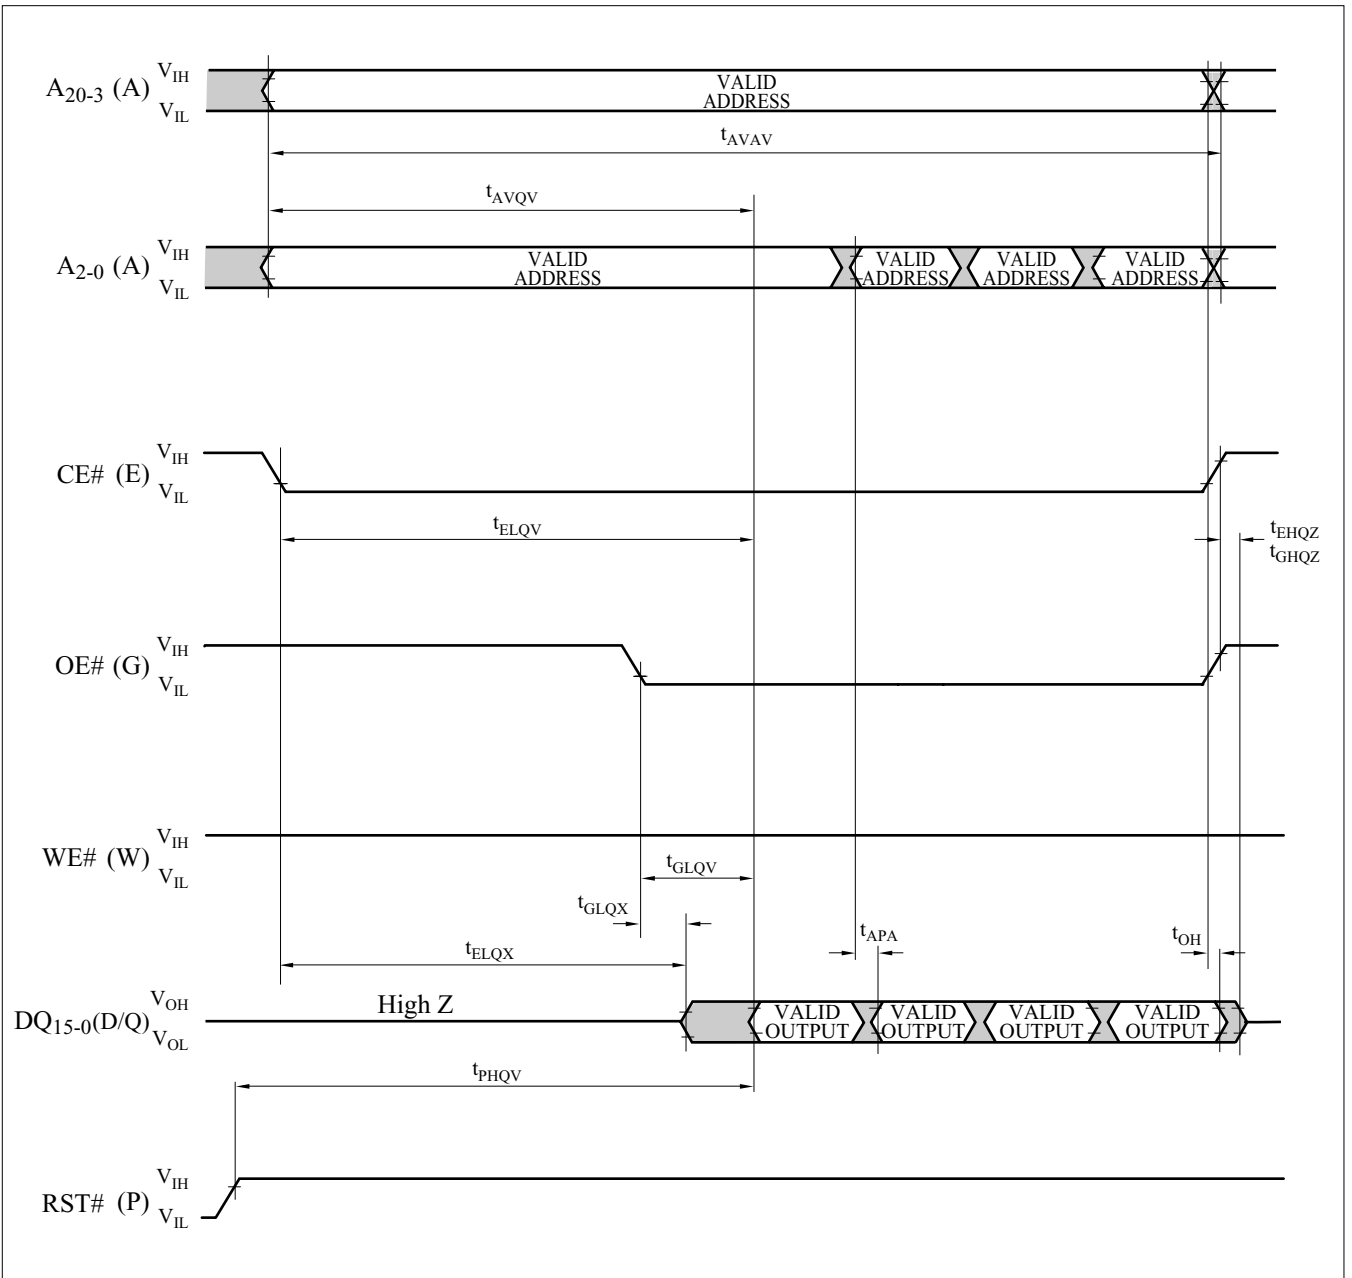 A20-3 (A) VIH
VIL
VALID
ADDRESS
tAVAV
tAVQV
A2-0 (A) VIH
VIL
VALID
ADDRESS
VALID
ADDRESS
VALID
ADDRESS
VALID
ADDRESS
CE# (E) VIH
VIL
tELQV
tEHQZ
tGHQZ
OE# (G) VIH
VIL
WE# (W) VIH
VIL
tGLQV
tGLQX
tELQX
tAPA
tOH
DQ15-0(D/Q) VOH
VOL
High Z
VALID
OUTPUT
VALID
OUTPUT
VALID
OUTPUT
VALID
OUTPUT
tPHQV
RST# (P) VIH
VIL